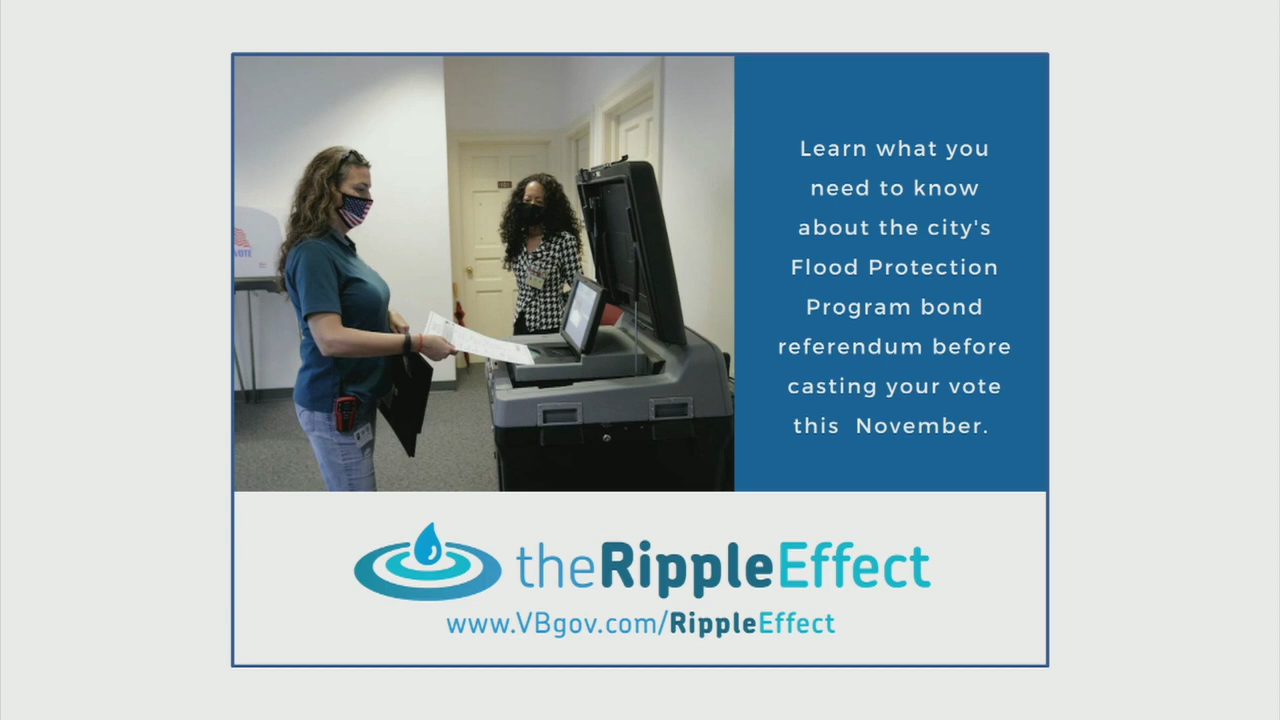 VOTE
Learn what you
need to know
about the city's
Flood Protection
Program bond
referendum before
casting your vote
this November.
theRippleEffect
www.VBgov.com/RippleEffect